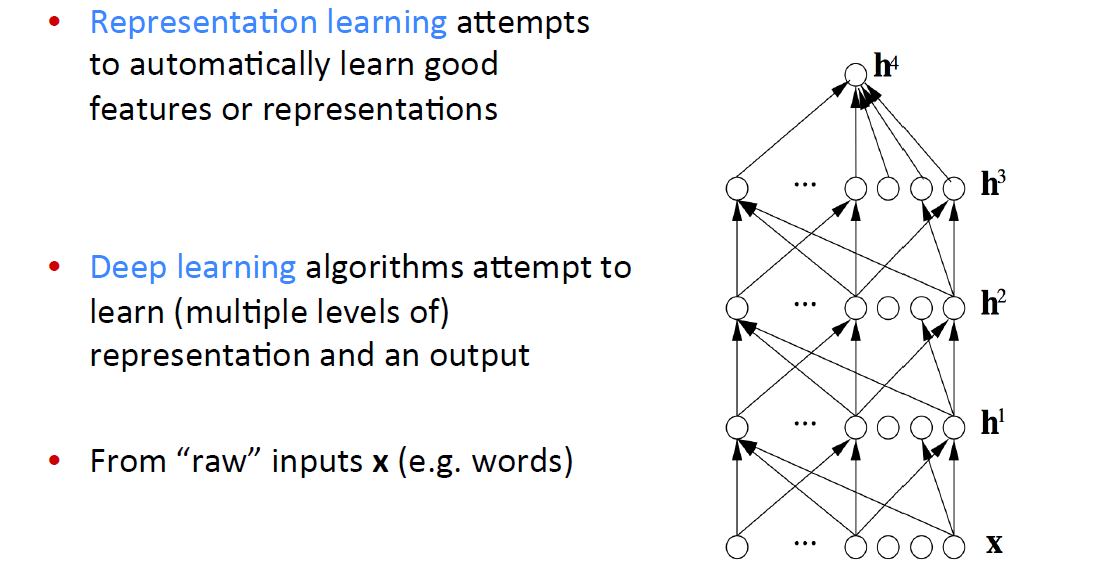 • Representation learning attempts
to automatically learn good
features or representations
• Deep learning algorithms attempt to
learn (multiple levels of)
representation and an output
• From “raw” inputs x (e.g. words)
h⁴
... h³
... h²
... h¹
... x